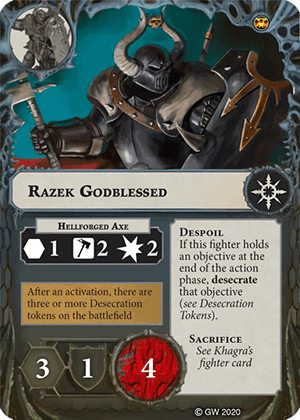 RAZEK GODBLESSED
HELLFORGED AXE
1 2 2
After an activation, there are
three or more Desecration
tokens on the battlefield
DESPOIL
If this fighter holds
an objective at the
end of the action
phase, desecrate
that objective
(see Desecration
Tokens).
SACRIFICE
See Khagra's
fighter card
3 1 4
© GW 2020